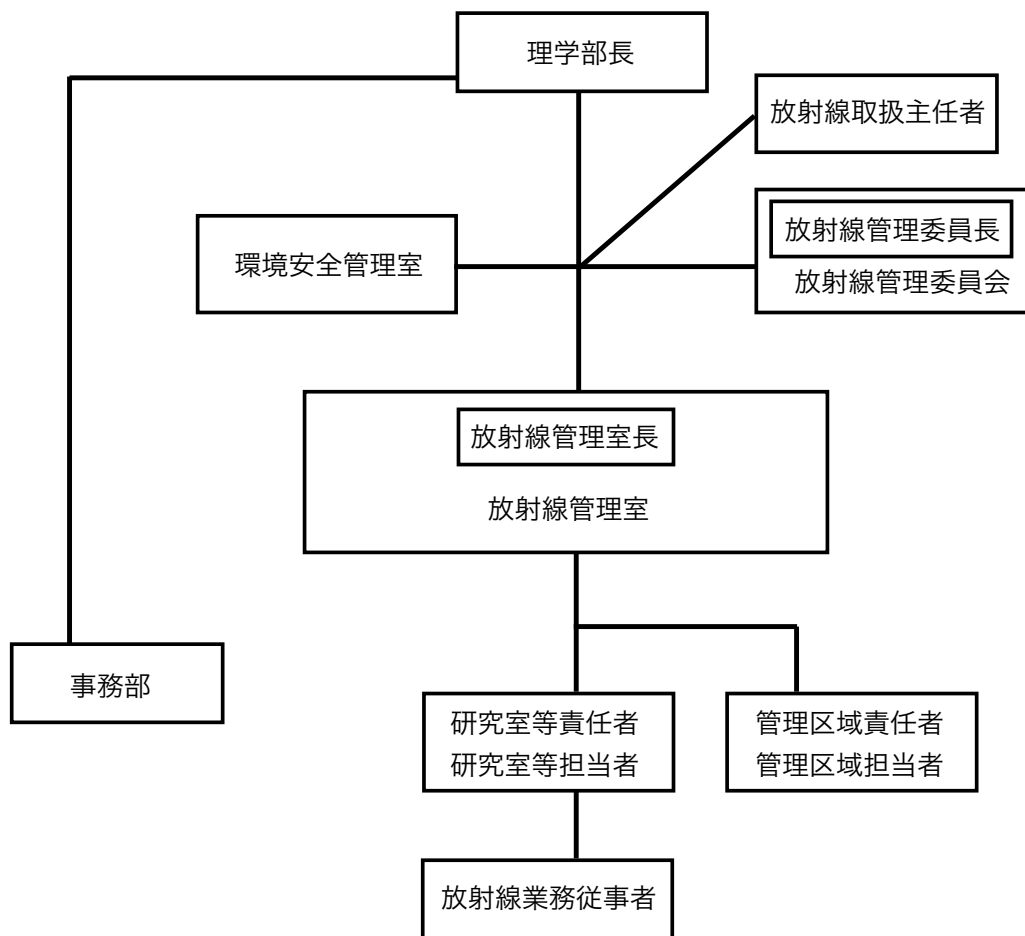 理学部長
放射線取扱主任者
放射線管理委員長
環境安全管理室
放射線管理委員会
放射線管理室長
放射線管理室
事務部
研究室等責任者
研究室等担当者
管理区域責任者
管理区域担当者
放射線業務従事者